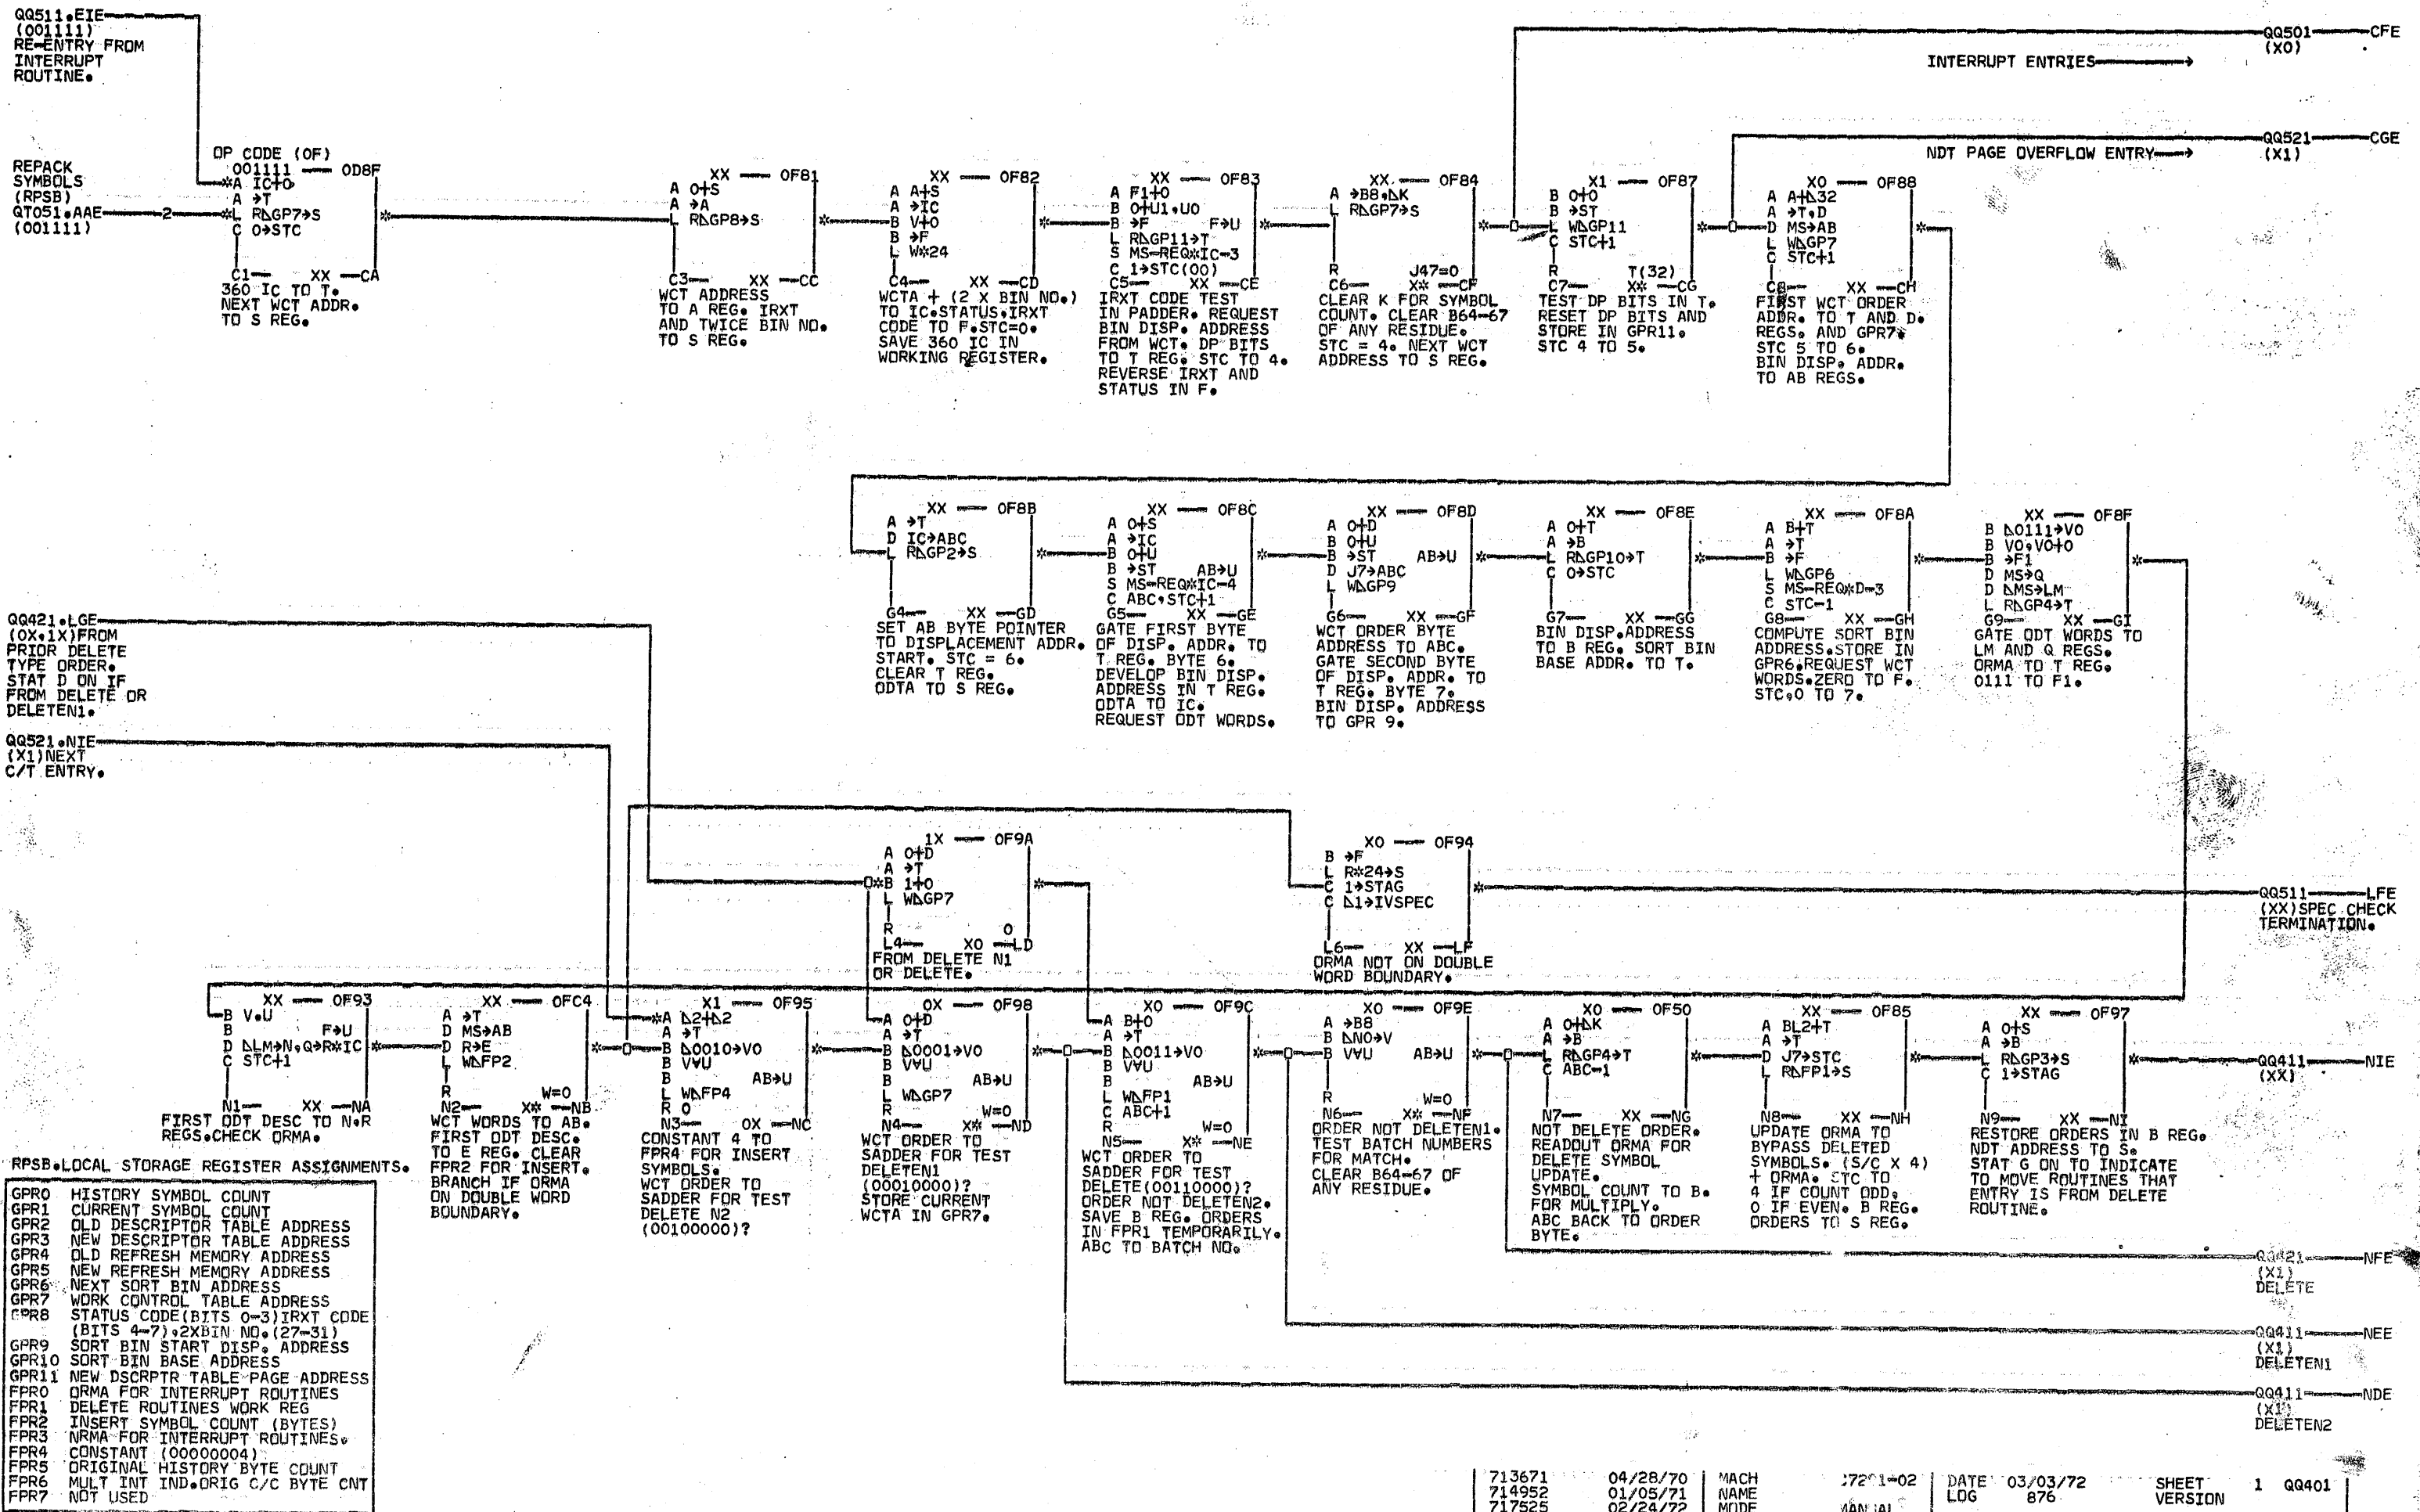 QQ511.EIE
(001111)
RE-ENTRY FROM
INTERRUPT
ROUTINE.
QQ501 CFE
(X0)
INTERRUPT ENTRIES→
QQ521 CGE
(X1)
NDT PAGE OVERFLOW ENTRY→
REPACK
SYMBOLS
(RPSB)
QT051.AAE 2
(001111)
OP CODE (0F)
001111 — 0D8F
*A IC+0
A →T
*L R∆GP7→S
C 0→STC
C1— XX —CA
360 IC TO T.
NEXT WCT ADDR.
TO S REG.
XX — 0F81
A 0+S
A →A
L R∆GP8→S
C3— XX —CC
WCT ADDRESS
TO A REG. IRXT
AND TWICE BIN NO.
TO S REG.
XX — 0F82
A A+S
A →IC
B V+0
B →F
L W*24
C4— XX —CD
WCTA + (2 X BIN NO.)
TO IC.STATUS.IRXT
CODE TO F.STC=0.
SAVE 360 IC IN
WORKING REGISTER.
XX — 0F83
A F1+0
B 0+U1,U0
B →F F→U
L R∆GP11→T
S MS-REQ*IC-3
C 1→STC(00)
C5— XX —CE
IRXT CODE TEST
IN PADDER. REQUEST
BIN DISP. ADDRESS
FROM WCT. DP BITS
TO T REG. STC TO 4.
REVERSE IRXT AND
STATUS IN F.
XX — 0F84
A →B8,∆K
L R∆GP7→S
R J47=0
C6— X* —CF
CLEAR K FOR SYMBOL
COUNT. CLEAR B64-67
OF ANY RESIDUE.
STC = 4. NEXT WCT
ADDRESS TO S REG.
X1 — 0F87
B 0+0
B →ST
L W∆GP11
C STC+1
R T(32)
C7— X* —CG
TEST DP BITS IN T.
RESET DP BITS AND
STORE IN GPR11.
STC 4 TO 5.
X0 — 0F88
A A+∆32
A →T,D
D MS→AB
L W∆GP7
C STC+1
C8— XX —CH
FIRST WCT ORDER
ADDR. TO T AND D.
REGS. AND GPR7.
STC 5 TO 6.
BIN DISP. ADDR.
TO AB REGS.
XX — 0F8B
A →T
D IC→ABC
L R∆GP2→S
G4— XX —GD
SET AB BYTE POINTER
TO DISPLACEMENT ADDR.
START. STC = 6.
CLEAR T REG.
ODTA TO S REG.
XX — 0F8C
A 0+S
A →IC
B 0+U
B →ST AB→U
S MS-REQ*IC-4
C ABC,STC+1
G5— XX —GE
GATE FIRST BYTE
OF DISP. ADDR. TO
T REG. BYTE 6.
DEVELOP BIN DISP.
ADDRESS IN T REG.
ODTA TO IC.
REQUEST ODT WORDS.
XX — 0F8D
A 0+D
B 0+U
B →ST AB→U
D J7→ABC
L W∆GP9
G6— XX —GF
WCT ORDER BYTE
ADDRESS TO ABC.
GATE SECOND BYTE
OF DISP. ADDR. TO
T REG. BYTE 7.
BIN DISP. ADDRESS
TO GPR 9.
XX — 0F8E
A 0+T
A →B
L R∆GP10→T
C 0→STC
G7— XX —GG
BIN DISP.ADDRESS
TO B REG. SORT BIN
BASE ADDR. TO T.
XX — 0F8A
A B+T
A →T
B →F
L W∆GP6
S MS-REQ*D-3
C STC-1
G8— XX —GH
COMPUTE SORT BIN
ADDRESS.STORE IN
GPR6.REQUEST WCT
WORDS.ZERO TO F.
STC,0 TO 7.
XX — 0F8F
B ∆0111→V0
B V0,V0+0
B →F1
D MS→Q
D ∆MS→LM
L R∆GP4→T
G9— XX —GI
GATE ODT WORDS TO
LM AND Q REGS.
ORMA TO T REG.
0111 TO F1.
QQ421.LGE
(0X,1X)FROM
PRIOR DELETE
TYPE ORDER.
STAT D ON IF
FROM DELETE OR
DELETEN1.
QQ521.NIE
(X1)NEXT
C/T ENTRY.
1X — 0F9A
A 0+D
A →T
*B 1+0
L W∆GP7
R 0
L4— X0 —LD
FROM DELETE N1
OR DELETE.
X0 — 0F94
B →F
L R*24→S
C 1→STAG
C ∆1→IVSPEC
L6— XX —LF
ORMA NOT ON DOUBLE
WORD BOUNDARY.
QQ511 LFE
(XX)SPEC CHECK
TERMINATION.
XX — 0F93
B V.U
B F→U
D ∆LM→N,Q→R*IC
C STC+1
N1— XX —NA
FIRST ODT DESC TO N.R
REGS.CHECK ORMA.
XX — 0FC4
A →T
D MS→AB
D R→E
L W∆FP2
R W=0
N2— X* —NB
WCT WORDS TO AB.
FIRST ODT DESC.
TO E REG. CLEAR
FPR2 FOR INSERT.
BRANCH IF ORMA
ON DOUBLE WORD
BOUNDARY.
X1 — 0F95
*A ∆2+∆2
A →T
B ∆0010→V0
B V∀U
B AB→U
L W∆FP4
R 0
N3— 0X —NC
CONSTANT 4 TO
FPR4 FOR INSERT
SYMBOLS.
WCT ORDER TO
SADDER FOR TEST
DELETE N2
(00100000)?
0X — 0F98
A 0+D
A →T
B ∆0001→V0
B V∀U
B AB→U
L W∆GP7
R W=0
N4— X* —ND
WCT ORDER TO
SADDER FOR TEST
DELETEN1
(00010000)?
STORE CURRENT
WCTA IN GPR7.
X0 — 0F9C
A B+0
A →T
B ∆0011→V0
B V∀U
B AB→U
L W∆FP1
C ABC+1
R W=0
N5— X* —NE
WCT ORDER TO
SADDER FOR TEST
DELETE(00110000)?
ORDER NOT DELETEN2.
SAVE B REG. ORDERS
IN FPR1 TEMPORARILY.
ABC TO BATCH NO.
X0 — 0F9E
A →B8
B ∆N0→V
B V∀U AB→U
R W=0
N6— X* —NF
ORDER NOT DELETEN1.
TEST BATCH NUMBERS
FOR MATCH.
CLEAR B64-67 OF
ANY RESIDUE.
X0 — 0F50
A 0+∆K
A →B
L R∆GP4→T
C ABC-1
N7— XX —NG
NOT DELETE ORDER.
READOUT ORMA FOR
DELETE SYMBOL
UPDATE.
SYMBOL COUNT TO B.
FOR MULTIPLY.
ABC BACK TO ORDER
BYTE.
XX — 0F85
A BL2+T
A →T
D J7→STC
L R∆FP1→S
N8— XX —NH
UPDATE ORMA TO
BYPASS DELETED
SYMBOLS. (S/C X 4)
+ ORMA. STC TO
4 IF COUNT ODD,
0 IF EVEN. B REG.
ORDERS TO S REG.
XX — 0F97
A 0+S
A →B
L R∆GP3→S
C 1→STAG
N9— XX —NI
RESTORE ORDERS IN B REG.
NDT ADDRESS TO S.
STAT G ON TO INDICATE
TO MOVE ROUTINES THAT
ENTRY IS FROM DELETE
ROUTINE.
QQ411 NIE
(XX)
QQ421 NFE
(X1)
DELETE
QQ411 NEE
(X1)
DELETEN1
QQ411 NDE
(X1)
DELETEN2
RPSB.LOCAL STORAGE REGISTER ASSIGNMENTS.
GPR0 HISTORY SYMBOL COUNT
GPR1 CURRENT SYMBOL COUNT
GPR2 OLD DESCRIPTOR TABLE ADDRESS
GPR3 NEW DESCRIPTOR TABLE ADDRESS
GPR4 OLD REFRESH MEMORY ADDRESS
GPR5 NEW REFRESH MEMORY ADDRESS
GPR6 NEXT SORT BIN ADDRESS
GPR7 WORK CONTROL TABLE ADDRESS
GPR8 STATUS CODE(BITS 0-3)IRXT CODE
(BITS 4-7),2XBIN NO.(27-31)
GPR9 SORT BIN START DISP. ADDRESS
GPR10 SORT BIN BASE ADDRESS
GPR11 NEW DSCRPTR TABLE PAGE ADDRESS
FPR0 ORMA FOR INTERRUPT ROUTINES
FPR1 DELETE ROUTINES WORK REG
FPR2 INSERT SYMBOL COUNT (BYTES)
FPR3 NRMA FOR INTERRUPT ROUTINES.
FPR4 CONSTANT (00000004)
FPR5 ORIGINAL HISTORY BYTE COUNT
FPR6 MULT INT IND.ORIG C/C BYTE CNT
FPR7 NOT USED
713671 04/28/70 MACH DATE 03/03/72 SHEET 1 QQ401
714952 01/05/71 NAME LOG 876 VERSION
717525 02/24/72 MODE MANUAL